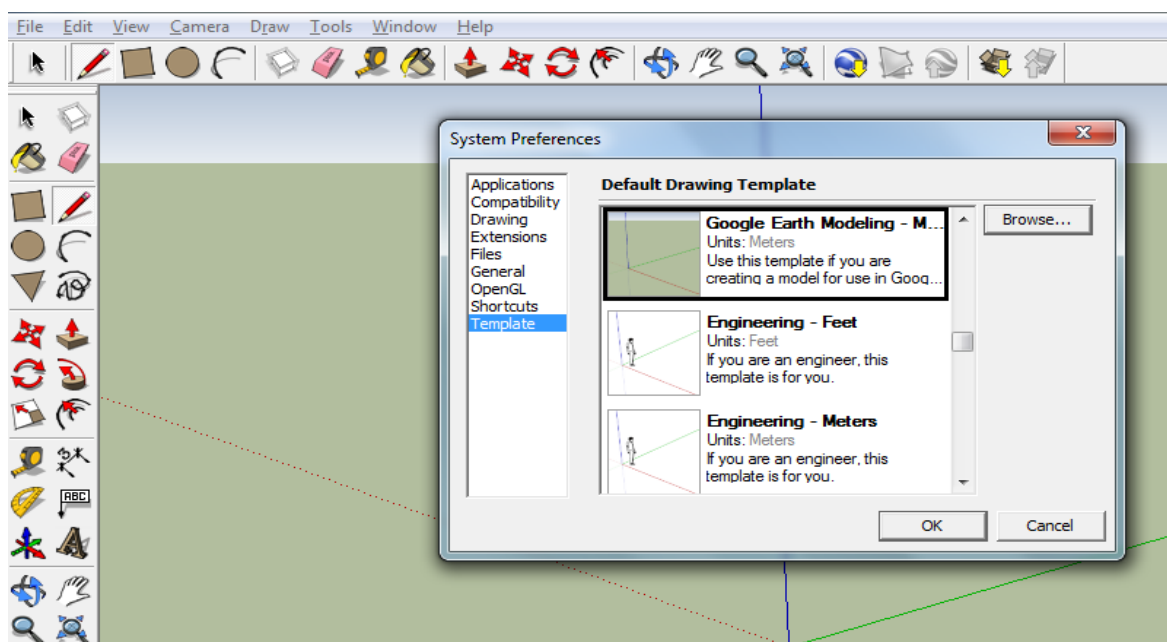 File Edit View Camera Draw Tools Window Help
System Preferences
Applications
Compatibility
Drawing
Extensions
Files
General
OpenGL
Shortcuts
Template
Default Drawing Template
Google Earth Modeling - M...
Units: Meters
Use this template if you are
creating a model for use in Goog...
Browse...
Engineering - Feet
Units: Feet
If you are an engineer, this
template is for you.
Engineering - Meters
Units: Meters
If you are an engineer, this
template is for you.
OK Cancel
ABC
A